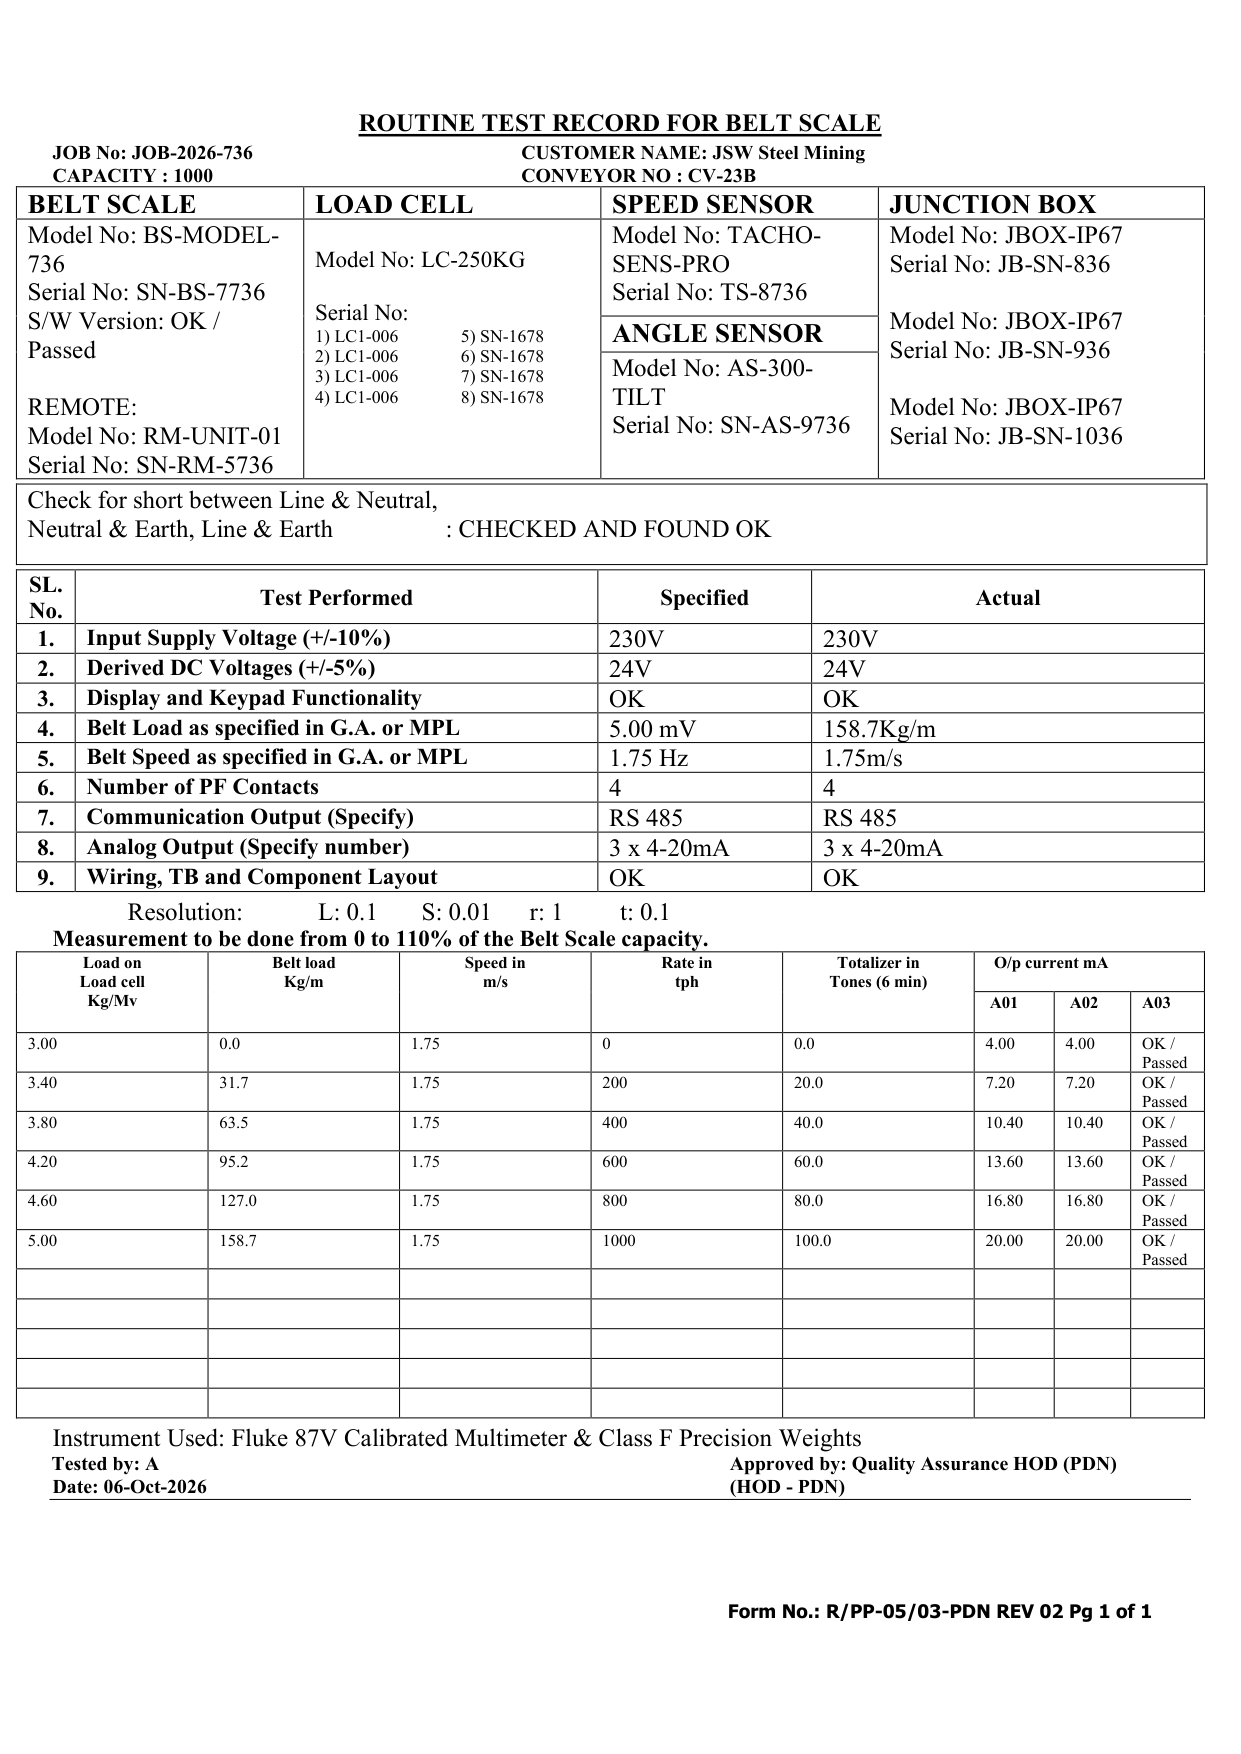 ROUTINE TEST RECORD FOR BELT SCALE
JOB No: JOB-2026-736 CUSTOMER NAME: JSW Steel Mining
CAPACITY : 1000 CONVEYOR NO : CV-23B
BELT SCALE LOAD CELL SPEED SENSOR JUNCTION BOX
Model No: BS-MODEL-
736
Serial No: SN-BS-7736
S/W Version: OK /
Passed
REMOTE:
Model No: RM-UNIT-01
Serial No: SN-RM-5736
Model No: LC-250KG
Serial No:
1) LC1-006 5) SN-1678
2) LC1-006 6) SN-1678
3) LC1-006 7) SN-1678
4) LC1-006 8) SN-1678
Model No: TACHO-
SENS-PRO
Serial No: TS-8736
ANGLE SENSOR
Model No: AS-300-
TILT
Serial No: SN-AS-9736
Model No: JBOX-IP67
Serial No: JB-SN-836
Model No: JBOX-IP67
Serial No: JB-SN-936
Model No: JBOX-IP67
Serial No: JB-SN-1036
Check for short between Line & Neutral,
Neutral & Earth, Line & Earth : CHECKED AND FOUND OK
SL.
No. Test Performed Specified Actual
1. Input Supply Voltage (+/-10%) 230V 230V
2. Derived DC Voltages (+/-5%) 24V 24V
3. Display and Keypad Functionality OK OK
4. Belt Load as specified in G.A. or MPL 5.00 mV 158.7Kg/m
5. Belt Speed as specified in G.A. or MPL 1.75 Hz 1.75m/s
6. Number of PF Contacts 4 4
7. Communication Output (Specify) RS 485 RS 485
8. Analog Output (Specify number) 3 x 4-20mA 3 x 4-20mA
9. Wiring, TB and Component Layout OK OK
Resolution: L: 0.1 S: 0.01 r: 1 t: 0.1
Measurement to be done from 0 to 110% of the Belt Scale capacity.
Load on Belt load Speed in Rate in Totalizer in O/p current mA
Load cell Kg/m m/s tph Tones (6 min)
Kg/Mv A01 A02 A03
3.00 0.0 1.75 0 0.0 4.00 4.00 OK /
Passed
3.40 31.7 1.75 200 20.0 7.20 7.20 OK /
Passed
3.80 63.5 1.75 400 40.0 10.40 10.40 OK /
Passed
4.20 95.2 1.75 600 60.0 13.60 13.60 OK /
Passed
4.60 127.0 1.75 800 80.0 16.80 16.80 OK /
Passed
5.00 158.7 1.75 1000 100.0 20.00 20.00 OK /
Passed
Instrument Used: Fluke 87V Calibrated Multimeter & Class F Precision Weights
Tested by: A Approved by: Quality Assurance HOD (PDN)
Date: 06-Oct-2026 (HOD - PDN)
Form No.: R/PP-05/03-PDN REV 02 Pg 1 of 1